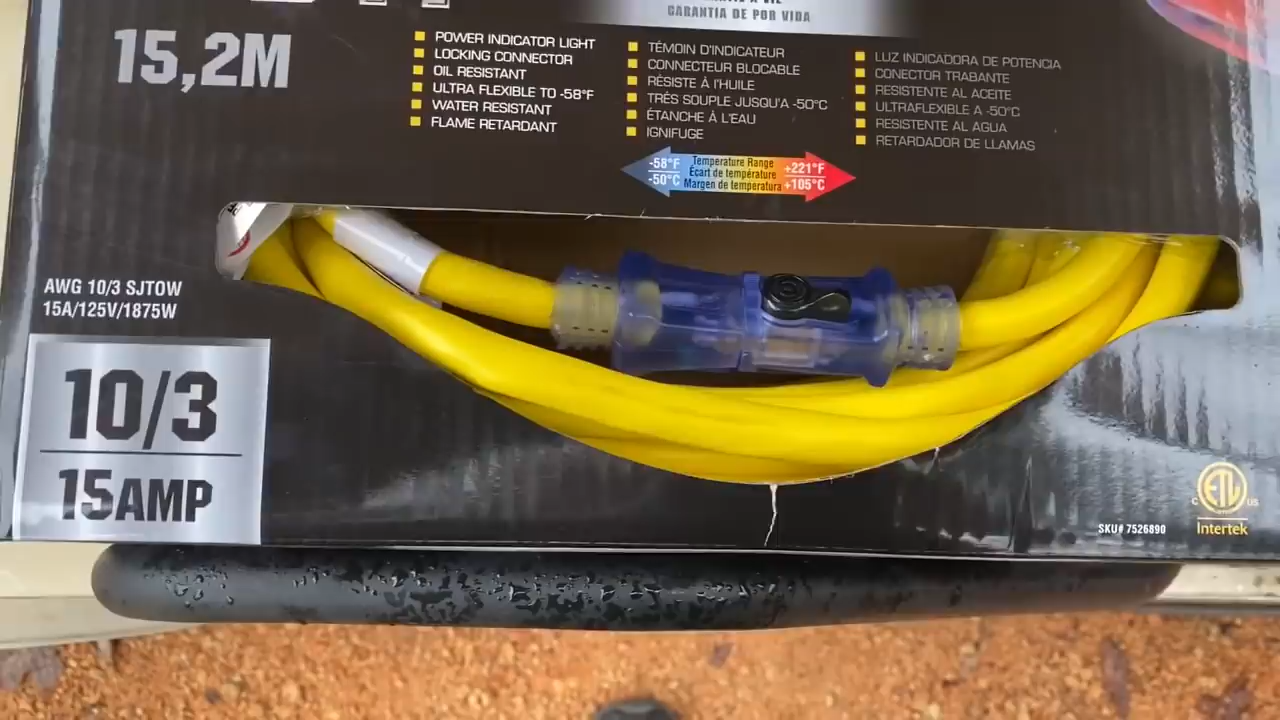 GARANTIA DE POR VIDA
15,2M
POWER INDICATOR LIGHT
LOCKING CONNECTOR
OIL RESISTANT
ULTRA FLEXIBLE TO -58°F
WATER RESISTANT
FLAME RETARDANT
TÉMOIN D'INDICATEUR
CONNECTEUR BLOCABLE
RÉSISTE À L'HUILE
TRÉS SOUPLE JUSQU'A -50°C
ÉTANCHE À L'EAU
IGNIFUGE
LUZ INDICADORA DE POTENCIA
CONECTOR TRABANTE
RESISTENTE AL ACEITE
ULTRAFLEXIBLE A -50°C
RESISTENTE AL AGUA
RETARDADOR DE LLAMAS
-58°F
-50°C
Temperature Range
Écart de température
Margen de temperatura
+221°F
+105°C
AWG 10/3 SJTOW
15A/125V/1875W
10/3
15AMP
SKU# 7526890
C ETL US
Intertek